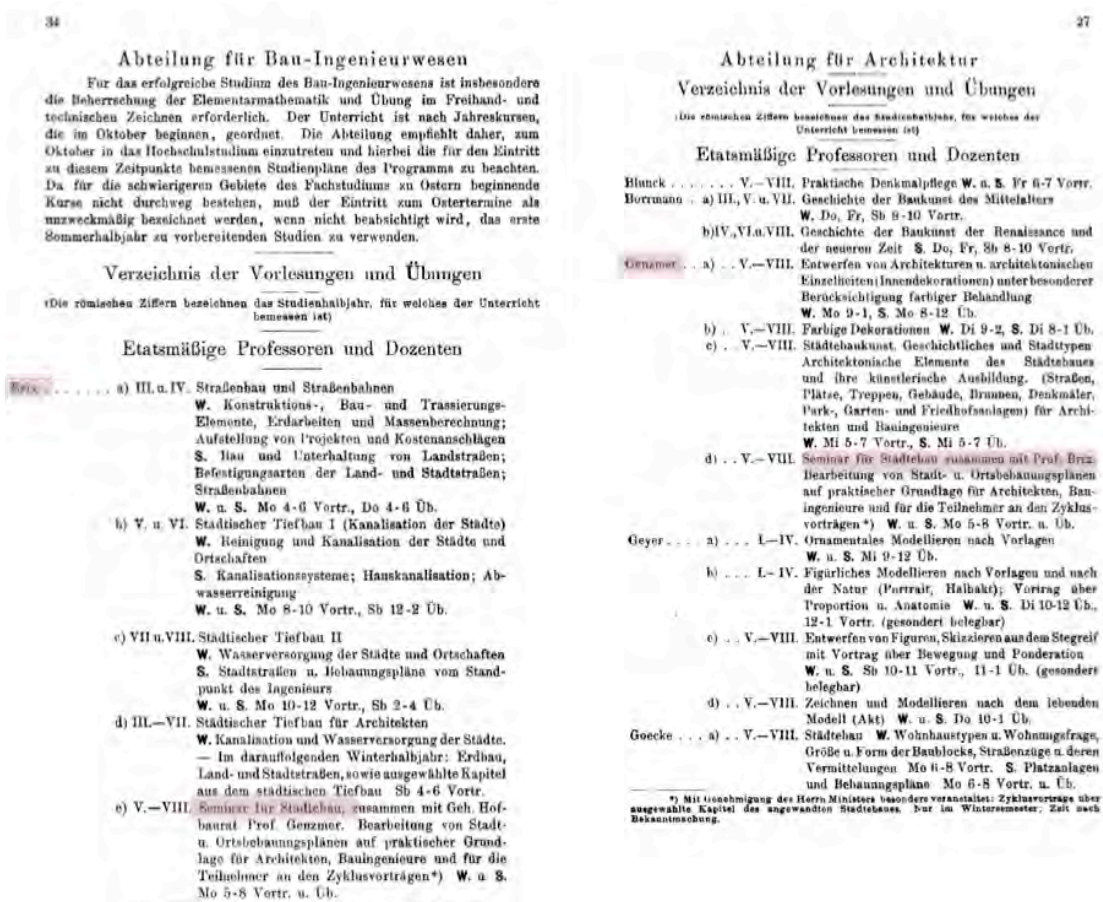 34
Abteilung für Bau-Ingenieurwesen
Für das erfolgreiche Studium des Bau-Ingenieurwesens ist insbesondere
die Beherrschung der Elementarmathematik und Übung im Freihand- und
technischen Zeichnen erforderlich. Der Unterricht ist nach Jahreskursen,
die im Oktober beginnen, geordnet. Die Abteilung empfiehlt daher, zum
Oktober in das Hochschulstudium einzutreten und hierbei die für den Eintritt
zu diesem Zeitpunkte bemessenen Studienpläne des Programms zu beachten.
Da für die schwierigeren Gebiete des Fachstudiums zu Ostern beginnende
Kurse nicht durchweg bestehen, muß der Eintritt zum Ostertermine als
unzweckmäßig bezeichnet werden, wenn nicht beabsichtigt wird, das erste
Sommerhalbjahr zu vorbereitenden Studien zu verwenden.
Verzeichnis der Vorlesungen und Übungen
(Die römischen Ziffern bezeichnen das Studienhalbjahr, für welches der Unterricht
bemessen ist)
Etatsmäßige Professoren und Dozenten
Brix . . . . . . . a) III. u. IV. Straßenbau und Straßenbahnen
W. Konstruktions-, Bau- und Trassierungs-
Elemente, Erdarbeiten und Massenberechnung;
Aufstellung von Projekten und Kostenanschlägen
S. Bau und Unterhaltung von Landstraßen;
Befestigungsarten der Land- und Stadtstraßen;
Straßenbahnen
W. u. S. Mo 4-6 Vortr., Do 4-6 Üb.
b) V. u. VI. Städtischer Tiefbau I (Kanalisation der Städte)
W. Reinigung und Kanalisation der Städte und
Ortschaften
S. Kanalisationssysteme; Hauskanalisation; Ab-
wasserreinigung
W. u. S. Mo 8-10 Vortr., Sb 12-2 Üb.
c) VII u. VIII. Städtischer Tiefbau II
W. Wasserversorgung der Städte und Ortschaften
S. Stadtstraßen u. Bebauungspläne vom Stand-
punkt des Ingenieurs
W. u. S. Mo 10-12 Vortr., Sb 2-4 Üb.
d) III.—VII. Städtischer Tiefbau für Architekten
W. Kanalisation und Wasserversorgung der Städte.
— Im darauffolgenden Winterhalbjahr: Erdbau,
Land- und Stadtstraßen, sowie ausgewählte Kapitel
aus dem städtischen Tiefbau Sb 4-6 Vortr.
e) V.—VIII. Seminar für Städtebau, zusammen mit Geh. Hof-
baurat Prof Genzmer. Bearbeitung von Stadt-
u. Ortsbebauungsplänen auf praktischer Grund-
lage für Architekten, Bauingenieure und für die
Teilnehmer an den Zyklusvorträgen*) W. u S.
Mo 5-8 Vortr. u. Üb.
27
Abteilung für Architektur
Verzeichnis der Vorlesungen und Übungen
(Die römischen Ziffern bezeichnen das Studienhalbjahr, für welches der
Unterricht bemessen ist)
Etatsmäßige Professoren und Dozenten
Blunck . . . . . . . V.—VIII. Praktische Denkmalpflege W. u. S. Fr 6-7 Vortr.
Borrmann . a) III., V. u. VII. Geschichte der Baukunst des Mittelalters
W. Do, Fr, Sb 9-10 Vortr.
b) IV., VI. u. VIII. Geschichte der Baukunst der Renaissance und
der neueren Zeit S. Do, Fr, Sb 8-10 Vortr.
Genzmer . . a) . . V.—VIII. Entwerfen von Architekturen u. architektonischen
Einzelheiten (Innendekorationen) unter besonderer
Berücksichtigung farbiger Behandlung
W. Mo 9-1, S. Mo 8-12 Üb.
b) . V.—VIII. Farbige Dekorationen W. Di 9-2, S. Di 8-1 Üb.
c) . . V.—VIII. Städtebaukunst. Geschichtliches und Stadttypen
Architektonische Elemente des Städtebaues
und ihre künstlerische Ausbildung. (Straßen,
Plätze, Treppen, Gebäude, Brunnen, Denkmäler,
Park-, Garten- und Friedhofsanlagen) für Archi-
tekten und Bauingenieure
W. Mi 5-7 Vortr., S. Mi 5-7 Üb.
d) . . V.—VIII. Seminar für Städtebau zusammen mit Prof. Brix.
Bearbeitung von Stadt- u. Ortsbebauungsplänen
auf praktischer Grundlage für Architekten, Bau-
ingenieure und für die Teilnehmer an den Zyklus-
vorträgen*) W. u. S. Mo 5-8 Vortr. u. Üb.
Geyer . . . . a) . . . I.—IV. Ornamentales Modellieren nach Vorlagen
W. u. S. Mi 9-12 Üb.
b) . . . I.—IV. Figürliches Modellieren nach Vorlagen und nach
der Natur (Portrait, Halbakt); Vortrag über
Proportion u. Anatomie W. u. S. Di 10-12 Üb.,
12-1 Vortr. (gesondert belegbar)
c) . . V.—VIII. Entwerfen von Figuren, Skizzieren aus dem Stegreif
mit Vortrag über Bewegung und Ponderation
W. u. S. Sb 10-11 Vortr., 11-1 Üb. (gesondert
belegbar)
d) . . V.—VIII. Zeichnen und Modellieren nach dem lebenden
Modell (Akt) W. u. S. Do 10-1 Üb.
Goecke . . . a) . . V.—VIII. Städtebau W. Wohnhaustypen u. Wohnungsfrage,
Größe u. Form der Baublocks, Straßenzüge u. deren
Vermittelungen Mo 6-8 Vortr. S. Platzanlagen
und Bebauungspläne Mo 6-8 Vortr. u. Üb.
*) Mit Genehmigung des Herrn Ministers besonders veranstaltet: Zyklusvorträge über
ausgewählte Kapitel des angewandten Städtebaues. Nur im Wintersemester; Zeit nach
Bekanntmachung.